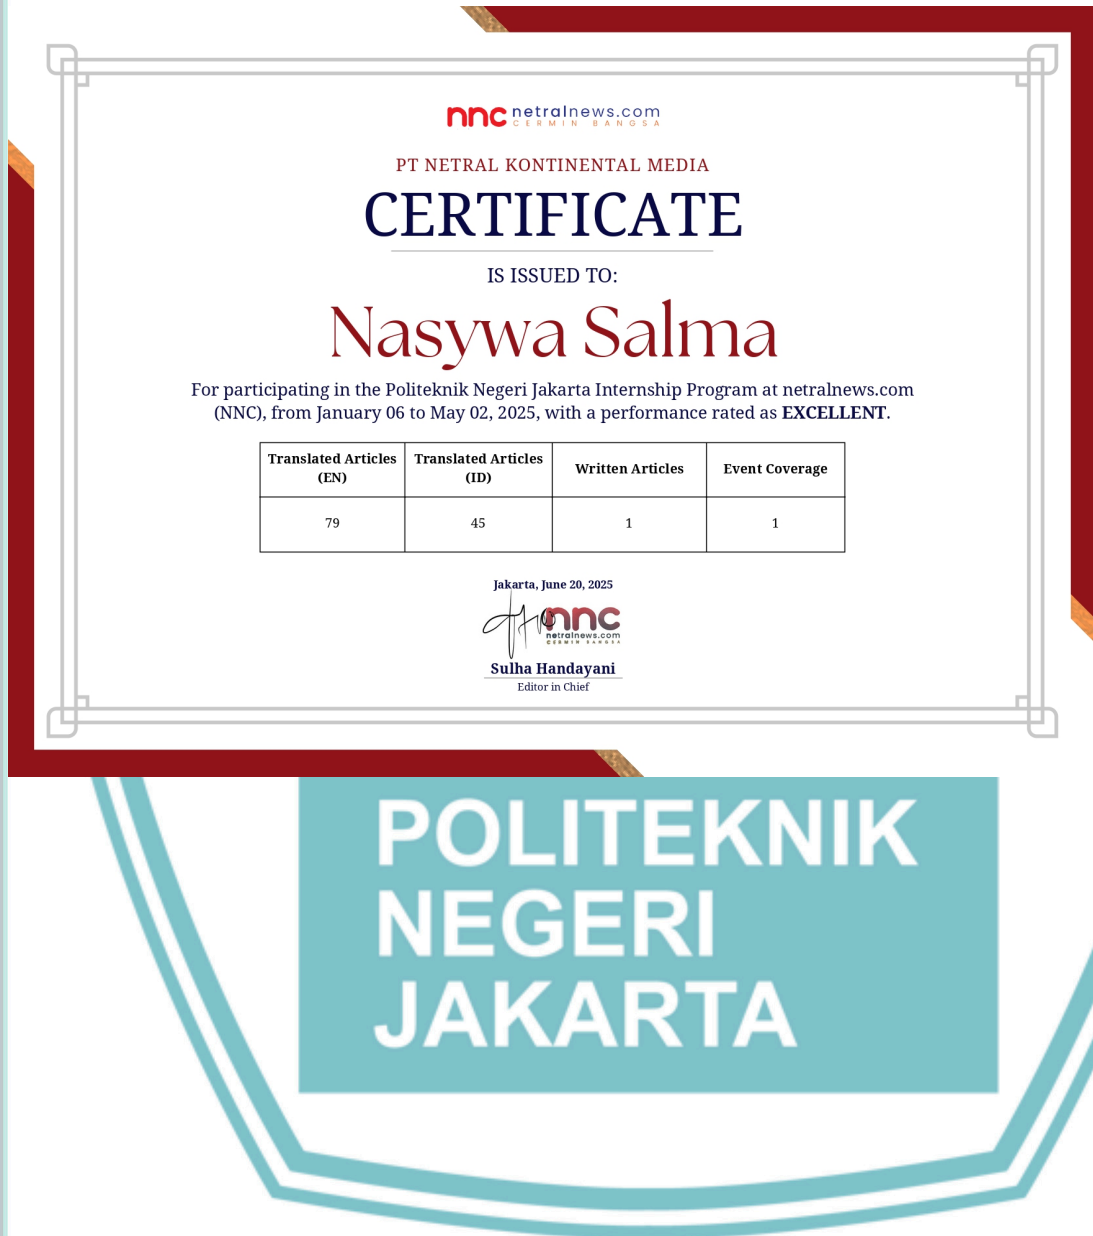 nnc netralnews.com
CERMIN BANGSA
PT NETRAL KONTINENTAL MEDIA
CERTIFICATE
IS ISSUED TO:
Nasywa Salma
For participating in the Politeknik Negeri Jakarta Internship Program at netralnews.com
(NNC), from January 06 to May 02, 2025, with a performance rated as EXCELLENT.
Translated Articles (EN)
Translated Articles (ID)
Written Articles
Event Coverage
79
45
1
1
Jakarta, June 20, 2025
nnc
netralnews.com
CERMIN BANGSA
Sulha Handayani
Editor in Chief
POLITEKNIK
NEGERI
JAKARTA